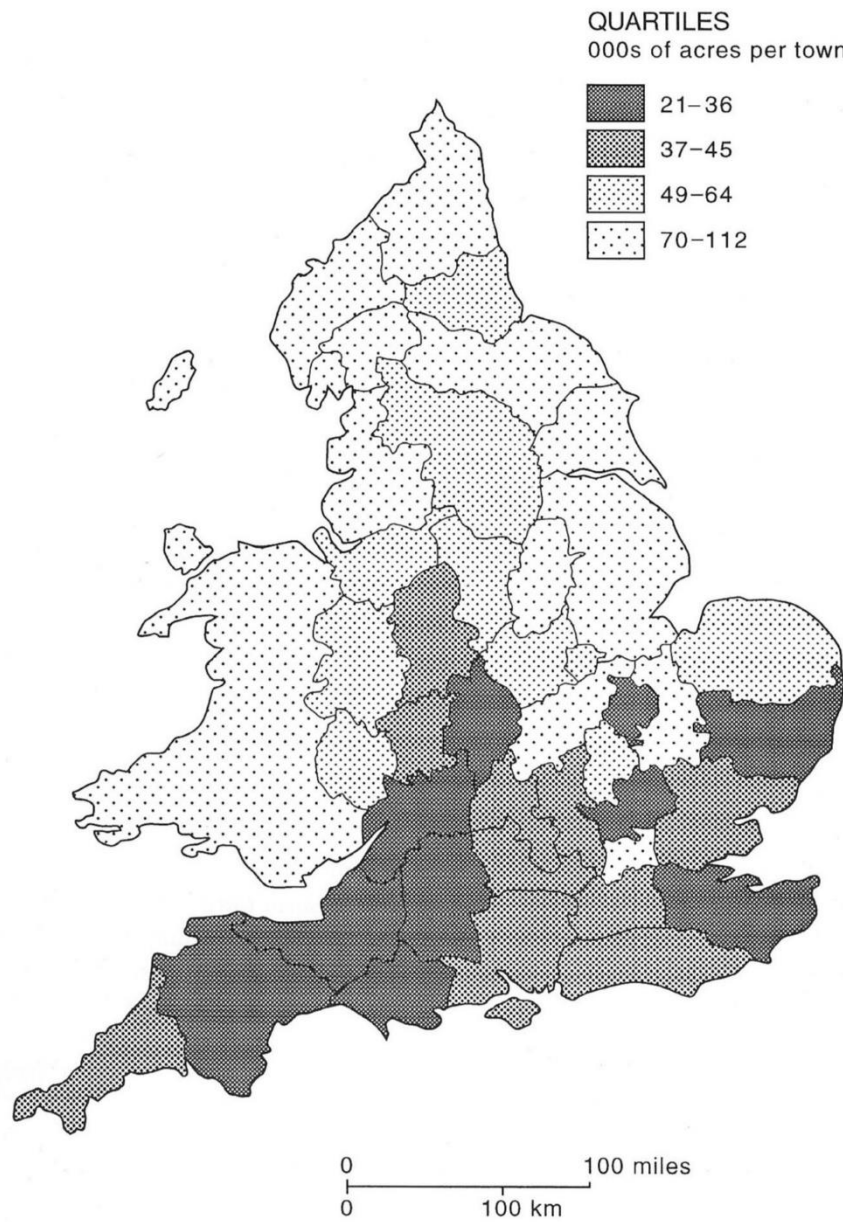 QUARTILES
000s of acres per town
21–36
37–45
49–64
70–112
0 100 miles
0 100 km